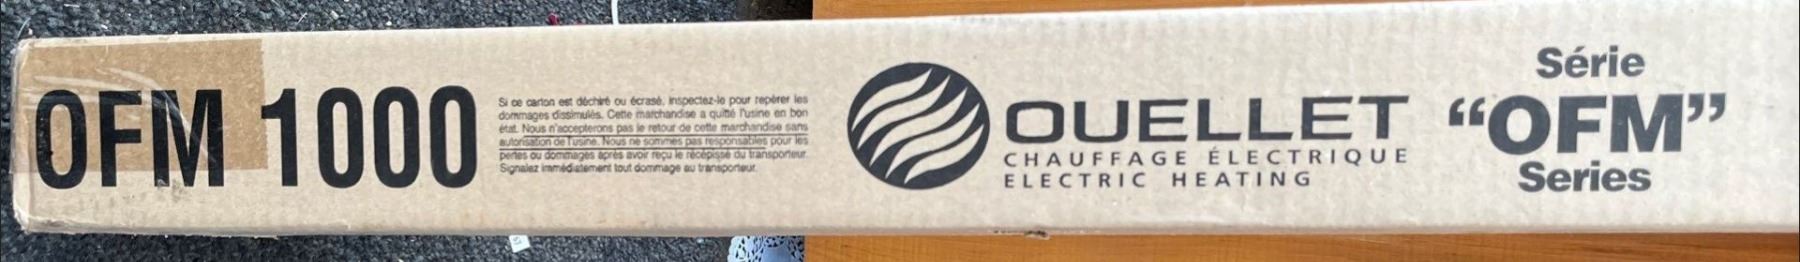 OFM 1000
Si ce carton est déchiré ou écrasé, inspectez-le pour repérer les
dommages dissimulés. Cette marchandise a quitté l'usine en bon
état. Nous n'accepterons pas le retour de cette marchandise sans
autorisation de l'usine. Nous ne sommes pas responsables pour les
pertes ou dommages après avoir reçu le récépissé du transporteur.
Signalez immédiatement tout dommage au transporteur.
OUELLET
CHAUFFAGE ÉLECTRIQUE
ELECTRIC HEATING
Série
“OFM”
Series